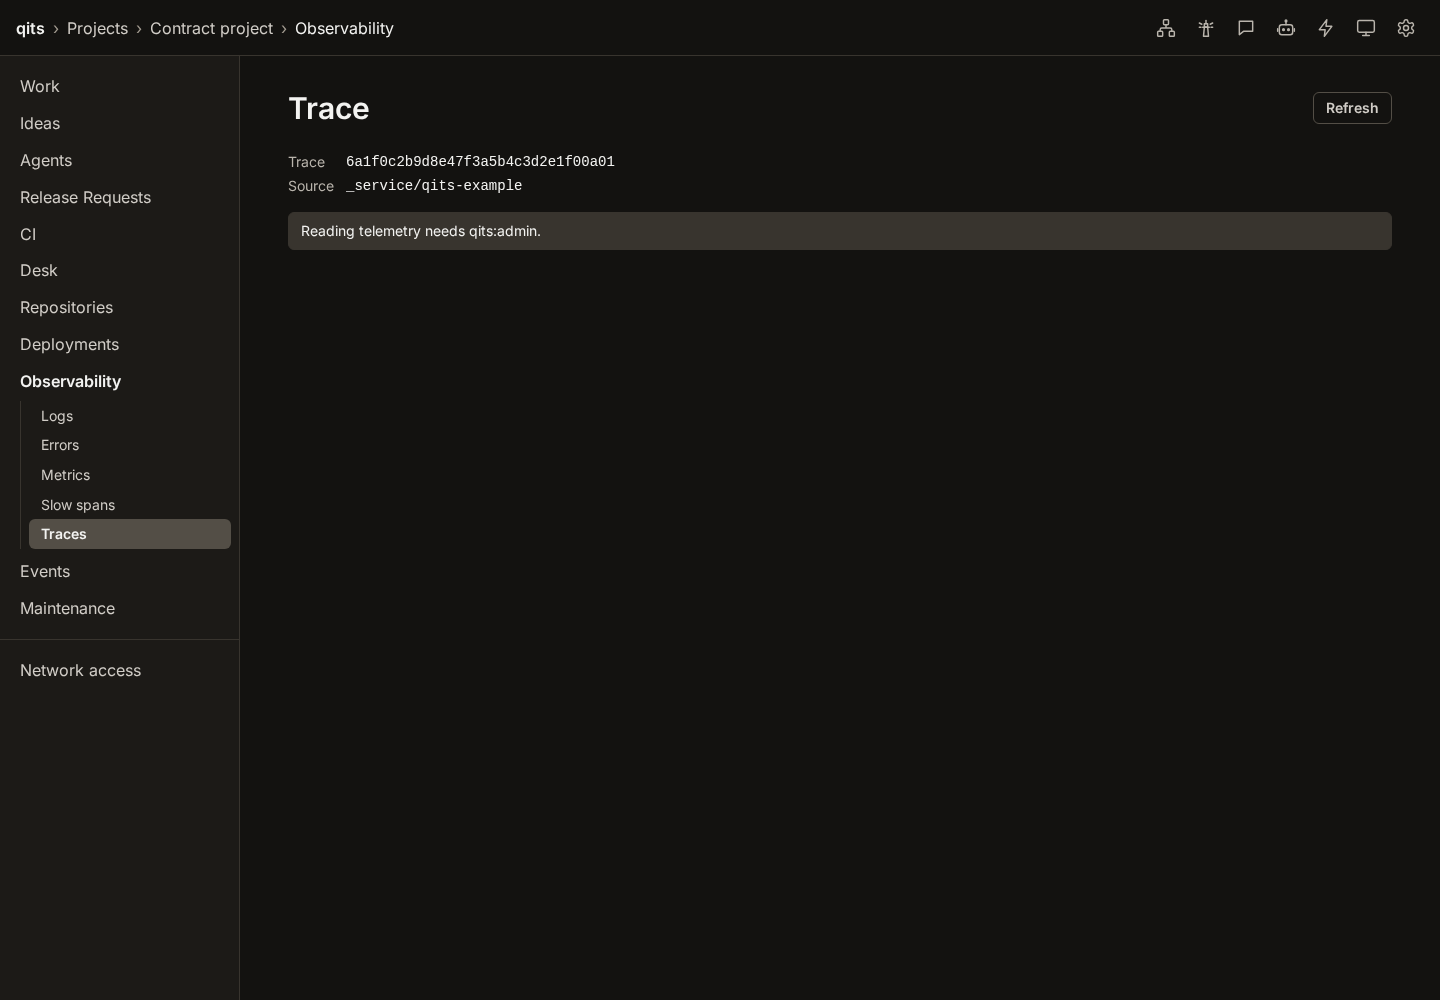 qits › Projects › Contract project › Observability
Work
Ideas
Agents
Release Requests
CI
Desk
Repositories
Deployments
Observability
Logs
Errors
Metrics
Slow spans
Traces
Events
Maintenance
Network access
Trace
Refresh
Trace 6a1f0c2b9d8e47f3a5b4c3d2e1f00a01
Source _service/qits-example
Reading telemetry needs qits:admin.